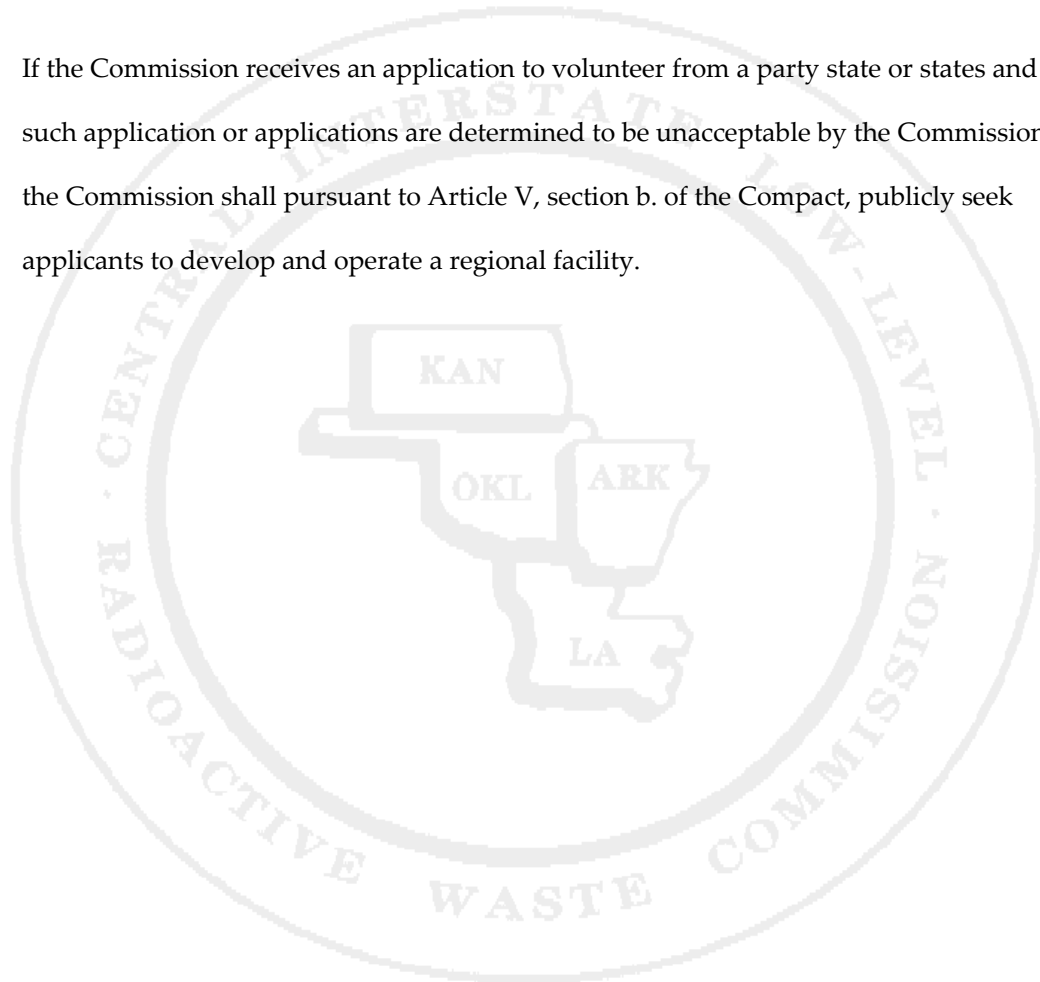 If the Commission receives an application to volunteer from a party state or states and
such application or applications are determined to be unacceptable by the Commission
the Commission shall pursuant to Article V, section b. of the Compact, publicly seek
applicants to develop and operate a regional facility.
· CENTRAL INTERSTATE LOW-LEVEL ·
KAN
OKL ARK
LA
RADIOACTIVE WASTE COMMISSION